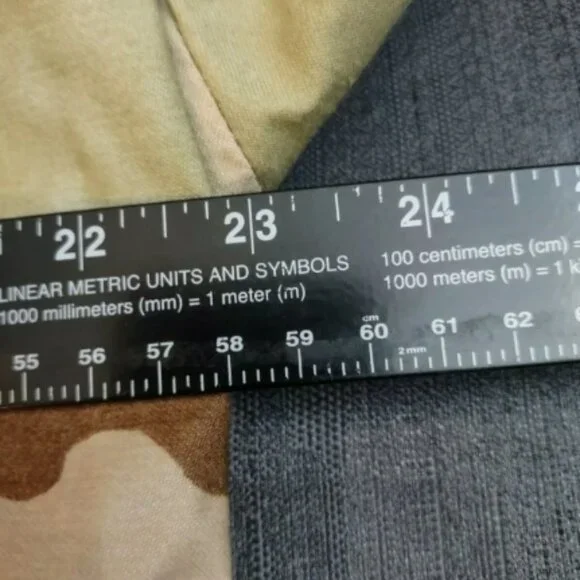 22 23 24
LINEAR METRIC UNITS AND SYMBOLS
1000 millimeters (mm) = 1 meter (m)
100 centimeters (cm) =
1000 meters (m) = 1
cm
55 56 57 58 59 60 61 62
2 mm